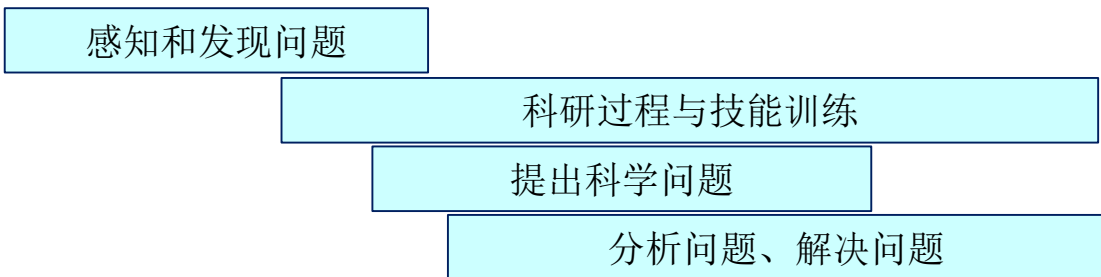 感知和发现问题
科研过程与技能训练
提出科学问题
分析问题、解决问题